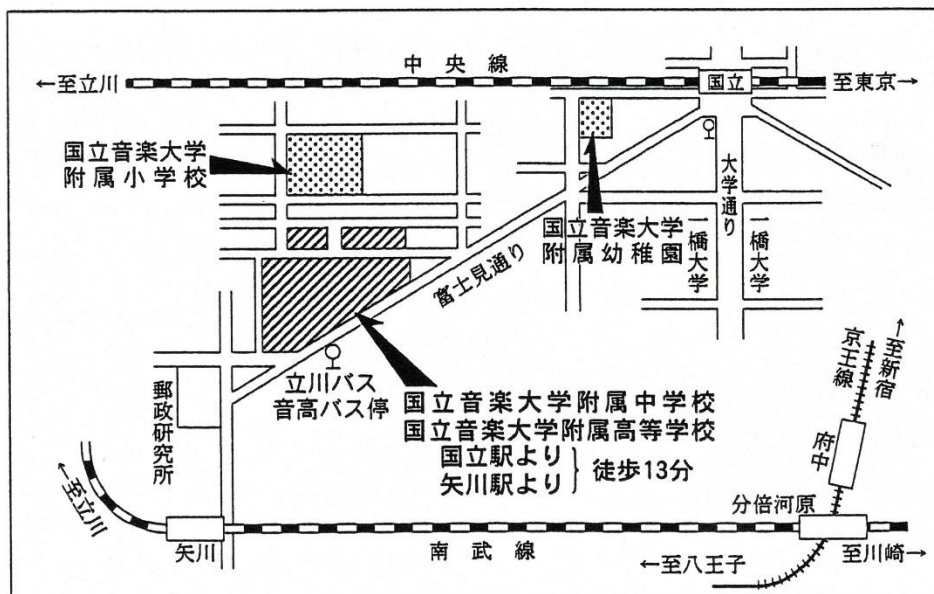 中央線
←至立川
国立
至東京→
国立音楽大学
附属小学校
大学通り
国立音楽大学
附属幼稚園
一橋大学
一橋大学
富士見通り
立川バス
音高バス停
国立音楽大学附属中学校
国立音楽大学附属高等学校
国立駅より
矢川駅より
徒歩13分
郵政研究所
←至新宿
京王線
府中
分倍河原
←至立川
矢川
南武線
←至八王子
至川崎→